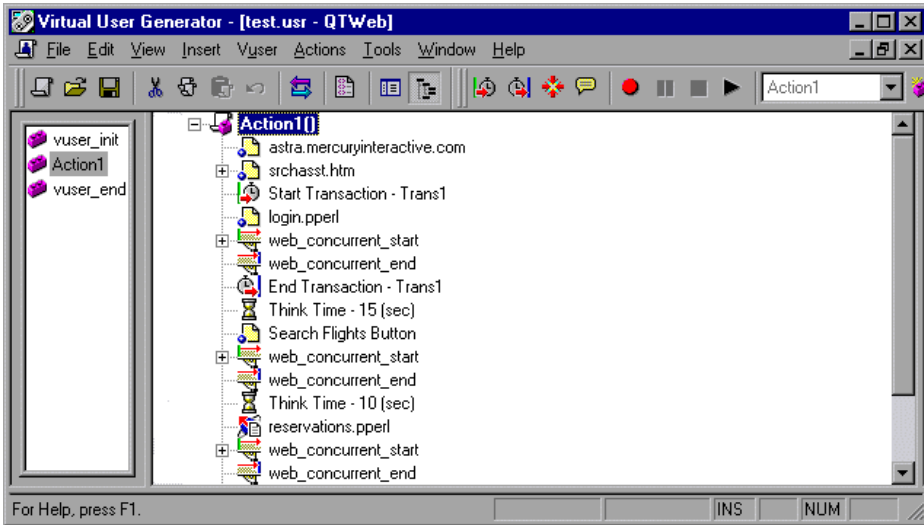 Virtual User Generator - [test.usr - QTWeb]
File Edit View Insert Vuser Actions Tools Window Help
Action1
vuser_init
Action1
vuser_end
Action1()
astra.mercuryinteractive.com
srchasst.htm
Start Transaction - Trans1
login.pperl
web_concurrent_start
web_concurrent_end
End Transaction - Trans1
Think Time - 15 (sec)
Search Flights Button
web_concurrent_start
web_concurrent_end
Think Time - 10 (sec)
reservations.pperl
web_concurrent_start
web_concurrent_end
For Help, press F1.
INS
NUM